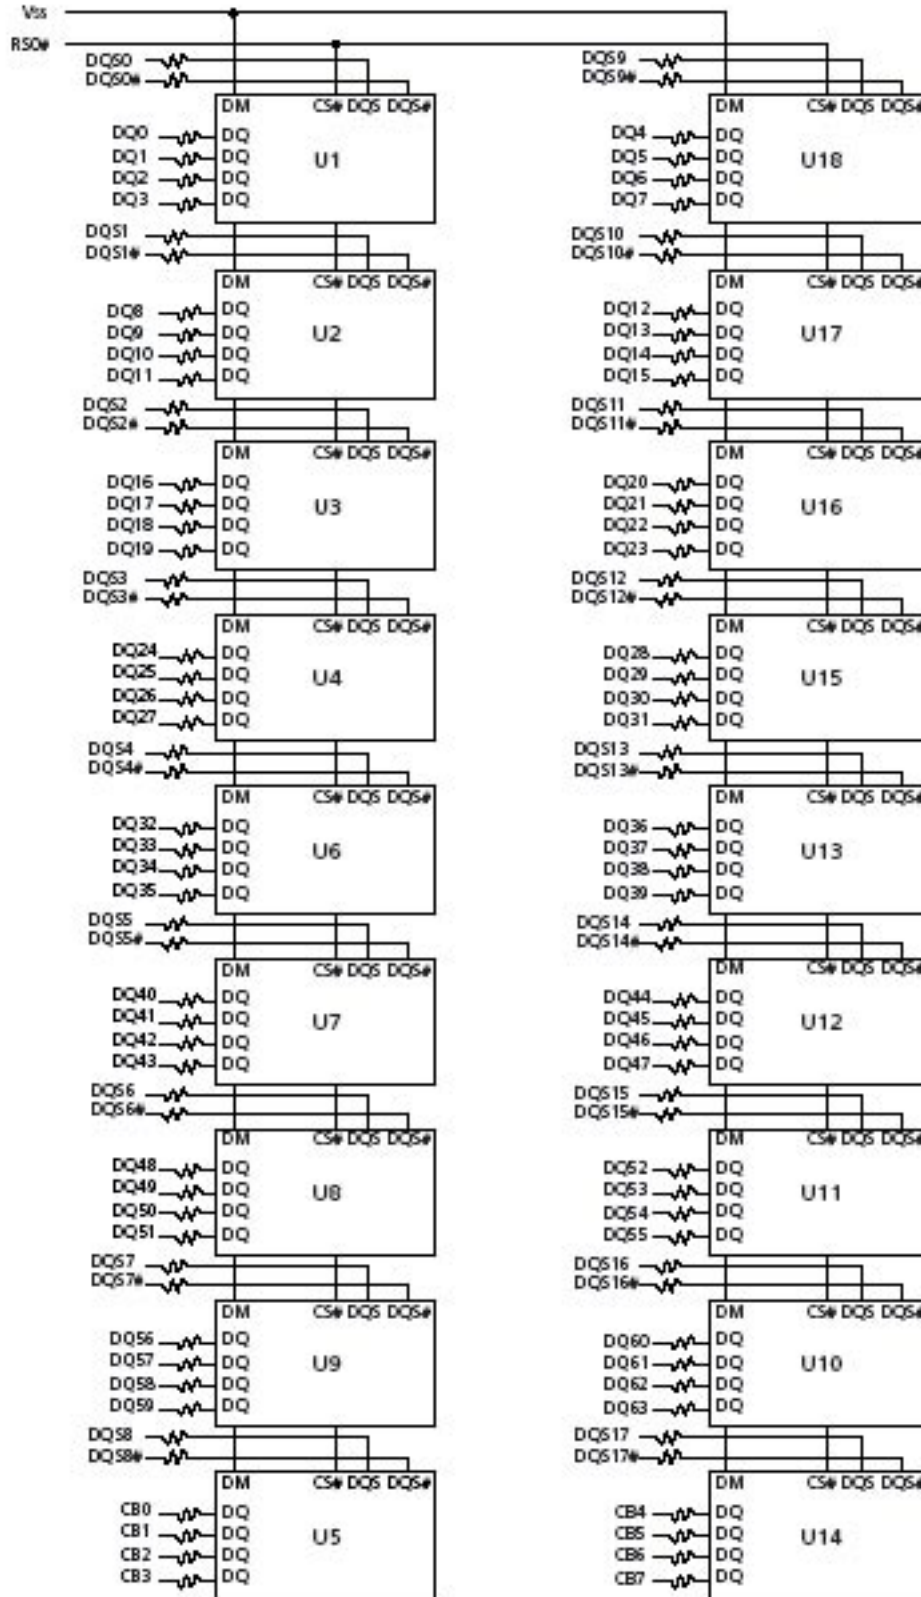 Vss
RS0#
DQS0
DQS0#
DM CS# DQS DQS#
DQ0 DQ
DQ1 DQ
DQ2 DQ
DQ3 DQ
U1
DQS9
DQS9#
DM CS# DQS DQS#
DQ4 DQ
DQ5 DQ
DQ6 DQ
DQ7 DQ
U18
DQS1
DQS1#
DM CS# DQS DQS#
DQ8 DQ
DQ9 DQ
DQ10 DQ
DQ11 DQ
U2
DQS10
DQS10#
DM CS# DQS DQS#
DQ12 DQ
DQ13 DQ
DQ14 DQ
DQ15 DQ
U17
DQS2
DQS2#
DM CS# DQS DQS#
DQ16 DQ
DQ17 DQ
DQ18 DQ
DQ19 DQ
U3
DQS11
DQS11#
DM CS# DQS DQS#
DQ20 DQ
DQ21 DQ
DQ22 DQ
DQ23 DQ
U16
DQS3
DQS3#
DM CS# DQS DQS#
DQ24 DQ
DQ25 DQ
DQ26 DQ
DQ27 DQ
U4
DQS12
DQS12#
DM CS# DQS DQS#
DQ28 DQ
DQ29 DQ
DQ30 DQ
DQ31 DQ
U15
DQS4
DQS4#
DM CS# DQS DQS#
DQ32 DQ
DQ33 DQ
DQ34 DQ
DQ35 DQ
U6
DQS13
DQS13#
DM CS# DQS DQS#
DQ36 DQ
DQ37 DQ
DQ38 DQ
DQ39 DQ
U13
DQS5
DQS5#
DM CS# DQS DQS#
DQ40 DQ
DQ41 DQ
DQ42 DQ
DQ43 DQ
U7
DQS14
DQS14#
DM CS# DQS DQS#
DQ44 DQ
DQ45 DQ
DQ46 DQ
DQ47 DQ
U12
DQS6
DQS6#
DM CS# DQS DQS#
DQ48 DQ
DQ49 DQ
DQ50 DQ
DQ51 DQ
U8
DQS15
DQS15#
DM CS# DQS DQS#
DQ52 DQ
DQ53 DQ
DQ54 DQ
DQ55 DQ
U11
DQS7
DQS7#
DM CS# DQS DQS#
DQ56 DQ
DQ57 DQ
DQ58 DQ
DQ59 DQ
U9
DQS16
DQS16#
DM CS# DQS DQS#
DQ60 DQ
DQ61 DQ
DQ62 DQ
DQ63 DQ
U10
DQS8
DQS8#
DM CS# DQS DQS#
CB0 DQ
CB1 DQ
CB2 DQ
CB3 DQ
U5
DQS17
DQS17#
DM CS# DQS DQS#
CB4 DQ
CB5 DQ
CB6 DQ
CB7 DQ
U14